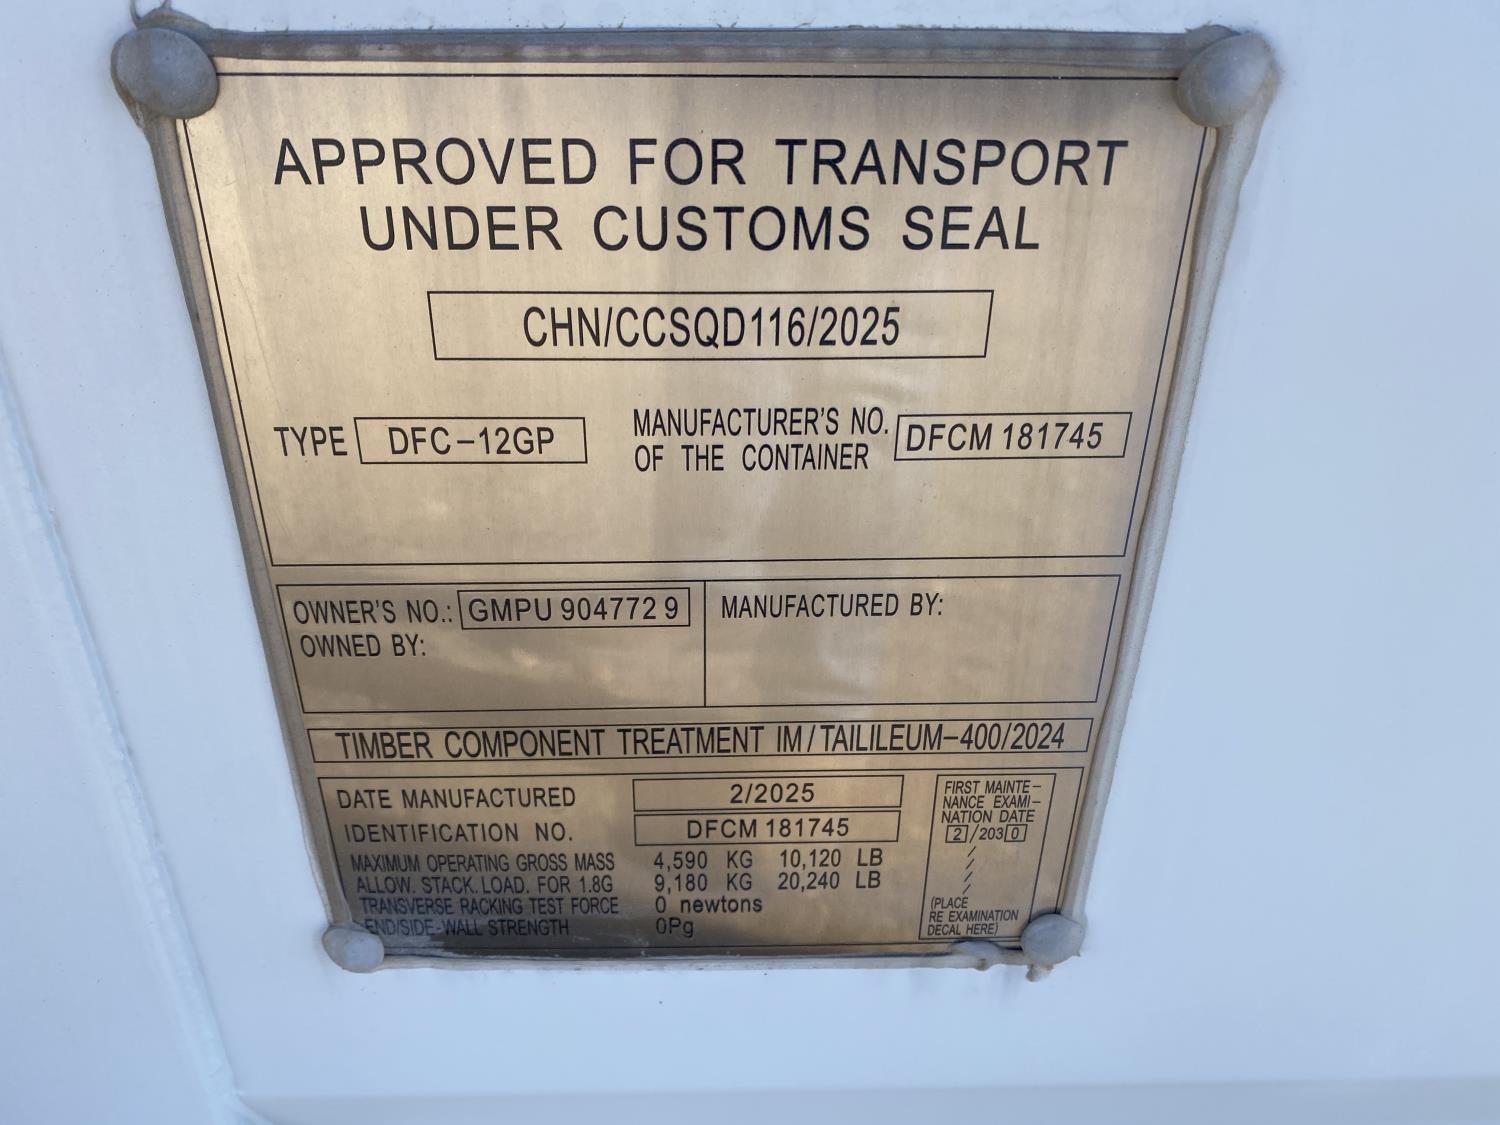 APPROVED FOR TRANSPORT
UNDER CUSTOMS SEAL
CHN/CCSQD116/2025
TYPE DFC-12GP
MANUFACTURER'S NO.
OF THE CONTAINER
DFCM 181745
OWNER'S NO.: GMPU 904772 9
OWNED BY:
MANUFACTURED BY:
TIMBER COMPONENT TREATMENT IM/TAILILEUM-400/2024
DATE MANUFACTURED 2/2025
IDENTIFICATION NO. DFCM 181745
MAXIMUM OPERATING GROSS MASS 4,590 KG 10,120 LB
ALLOW. STACK. LOAD. FOR 1.8G 9,180 KG 20,240 LB
TRANSVERSE RACKING TEST FORCE 0 newtons
END/SIDE-WALL STRENGTH 0Pg
FIRST MAINTE-
NANCE EXAMI-
NATION DATE
2/2030
/
/
/
(PLACE
RE EXAMINATION
DECAL HERE)